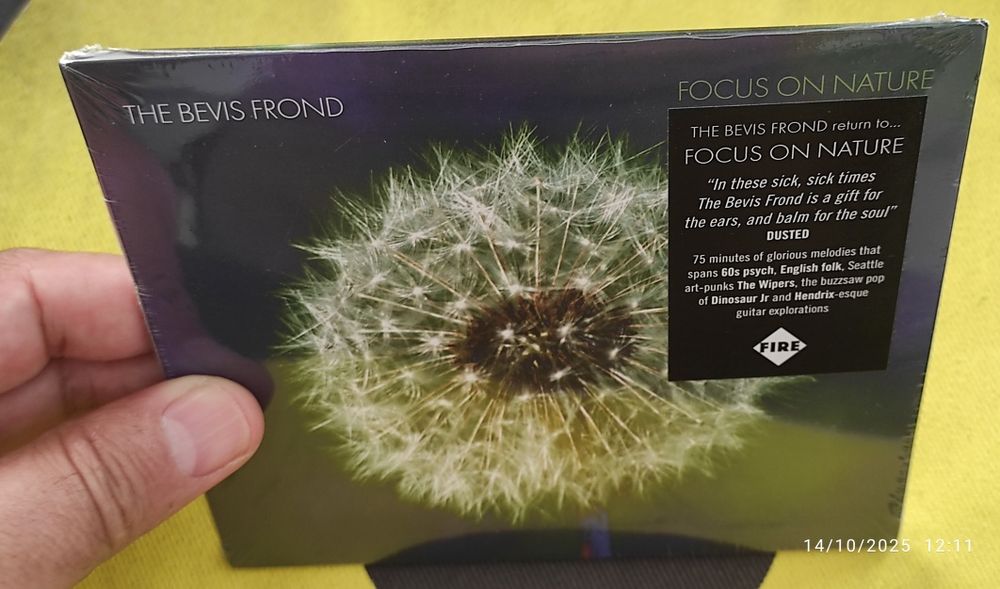 THE BEVIS FROND
FOCUS ON NATURE
THE BEVIS FROND return to...
FOCUS ON NATURE
"In these sick, sick times
The Bevis Frond is a gift for
the ears, and balm for the soul"
DUSTED
75 minutes of glorious melodies that
spans 60s psych, English folk, Seattle
art-punks The Wipers, the buzzsaw pop
of Dinosaur Jr and Hendrix-esque
guitar explorations
FIRE
14/10/2025 12:11